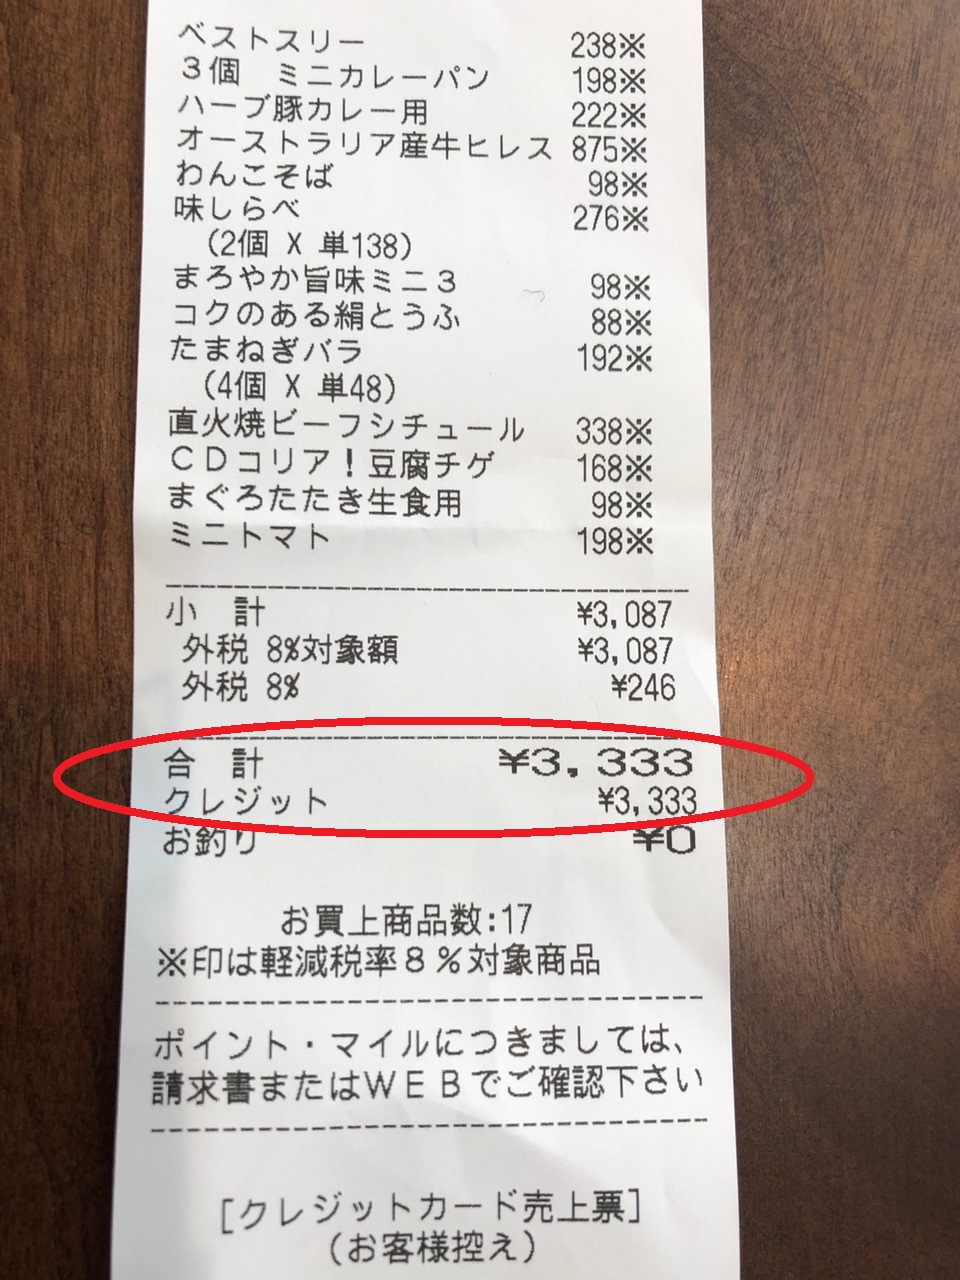 ベストスリー 238※
3個 ミニカレーパン 198※
ハーブ豚カレー用 222※
オーストラリア産牛ヒレス 875※
わんこそば 98※
味しらべ 276※
(2個 X 単138)
まろやか旨味ミニ3 98※
コクのある絹とうふ 88※
たまねぎバラ 192※
(4個 X 単48)
直火焼ビーフシチュール 338※
CDコリア!豆腐チゲ 168※
まぐろたたき生食用 98※
ミニトマト 198※
小 計 ¥3,087
外税 8%対象額 ¥3,087
外税 8% ¥246
合 計 ¥3,333
クレジット ¥3,333
お釣り ¥0
お買上商品数:17
※印は軽減税率8%対象商品
ポイント・マイルにつきましては、
請求書またはWEBでご確認下さい
[クレジットカード売上票]
(お客様控え)